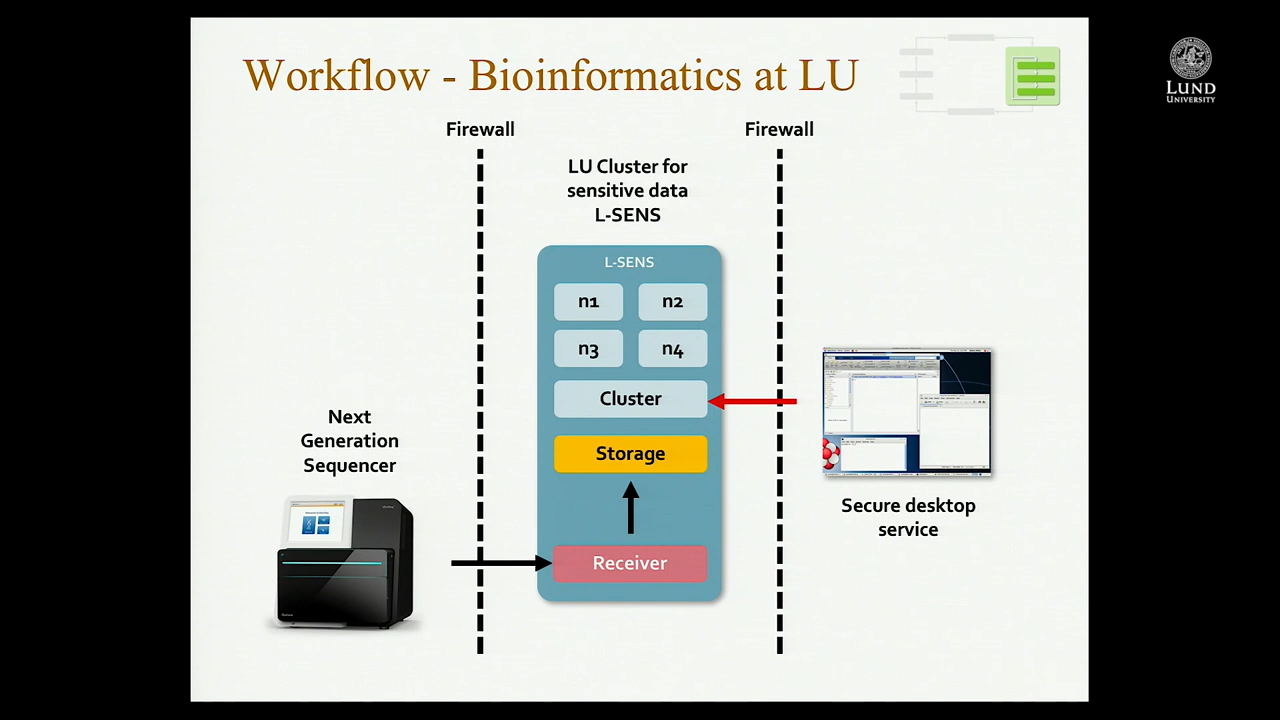 Workflow - Bioinformatics at LU
LUND
UNIVERSITY
Firewall
Firewall
LU Cluster for
sensitive data
L-SENS
L-SENS
n1
n2
n3
n4
Cluster
Storage
Receiver
Next
Generation
Sequencer
Secure desktop
service